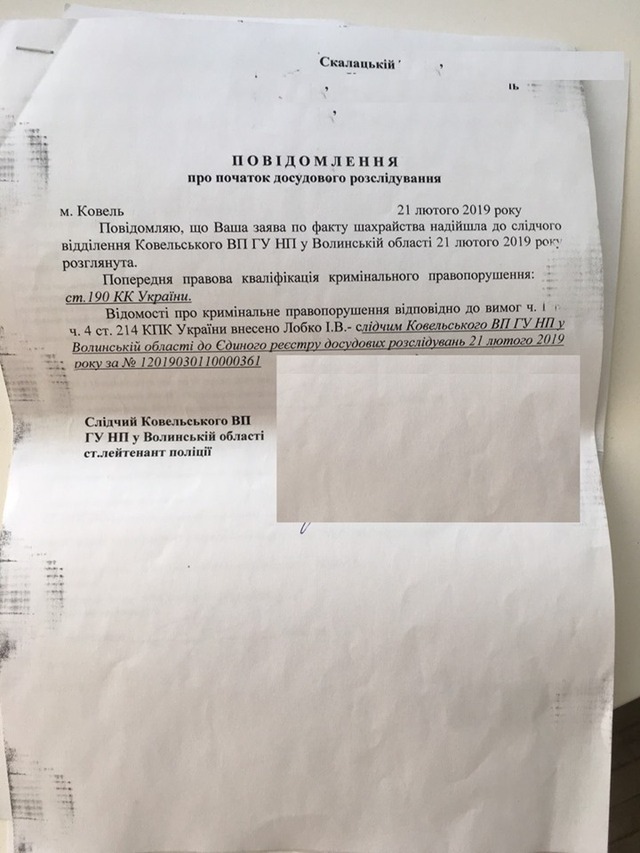 Скалацькій
П О В І Д О М Л Е Н Н Я
про початок досудового розслідування
м. Ковель 21 лютого 2019 року
Повідомляю, що Ваша заява по факту шахрайства надійшла до слідчого
відділення Ковельського ВП ГУ НП у Волинській області 21 лютого 2019 року
розглянута.
Попередня правова кваліфікація кримінального правопорушення:
ст.190 КК України.
Відомості про кримінальне правопорушення відповідно до вимог ч. 1
ч. 4 ст. 214 КПК України внесено Лобко І.В.- слідчим Ковельського ВП ГУ НП у
Волинській області до Єдиного реєстру досудових розслідувань 21 лютого 2019
року за № 12019030110000361
Слідчий Ковельського ВП
ГУ НП у Волинській області
ст.лейтенант поліції